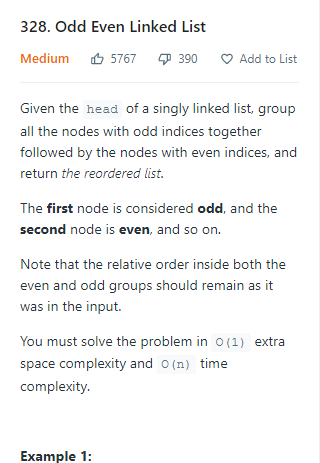 328. Odd Even Linked List
Medium 5767 390 Add to List
Given the head of a singly linked list, group
all the nodes with odd indices together
followed by the nodes with even indices, and
return the reordered list.
The first node is considered odd, and the
second node is even, and so on.
Note that the relative order inside both the
even and odd groups should remain as it
was in the input.
You must solve the problem in O(1) extra
space complexity and O(n) time
complexity.
Example 1: